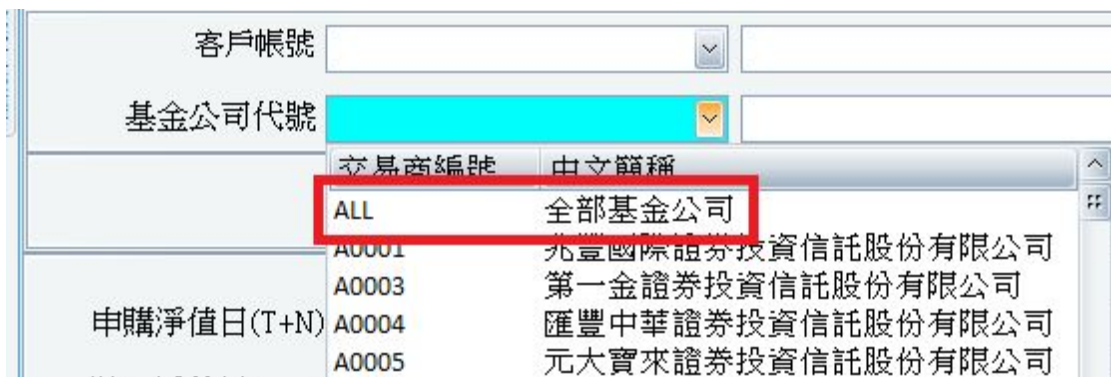 客戶帳號
基金公司代號
交易商編號 中文簡稱
ALL 全部基金公司
A0001 兆豐國際證券投資信託股份有限公司
A0003 第一金證券投資信託股份有限公司
申購淨值日(T+N) A0004 匯豐中華證券投資信託股份有限公司
A0005 元大寶來證券投資信託股份有限公司